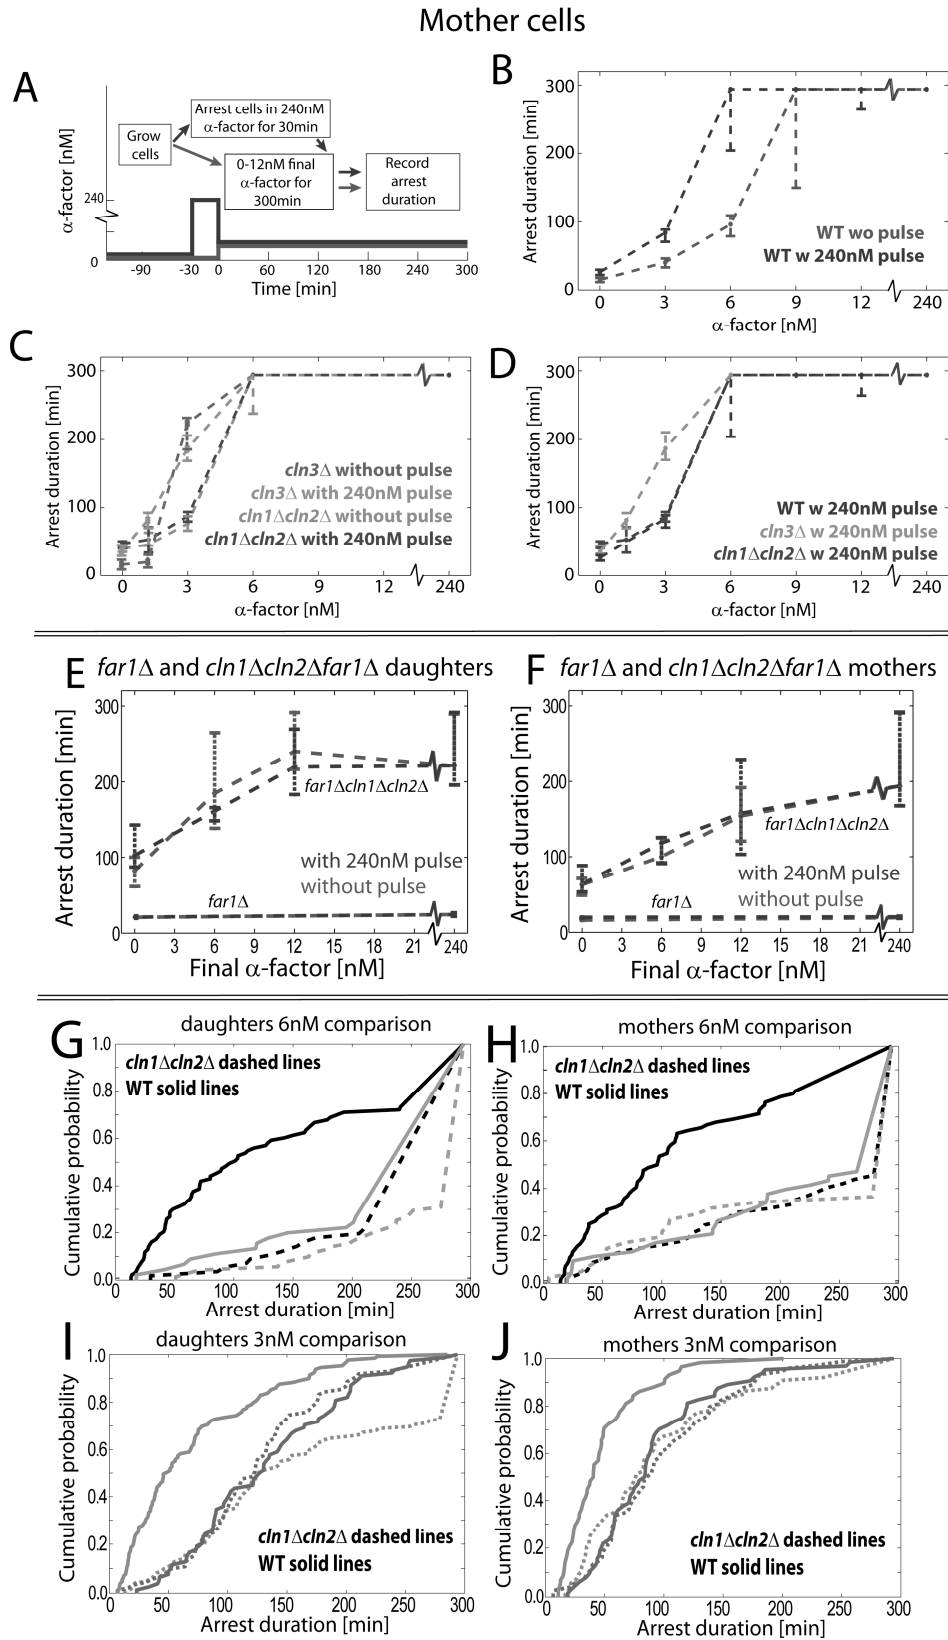 Mother cells
A
α-factor [nM]
240
0
Grow
cells
Arrest cells in 240nM
α-factor for 30min
0-12nM final
α-factor for
300min
Record
arrest
duration
-90 -30 0 60 120 180 240 300
Time [min]
B
Arrest duration [min]
300
200
100
0
WT wo pulse
WT w 240nM pulse
0 3 6 9 12 240
α-factor [nM]
C
Arrest duration [min]
300
200
100
0
cln3Δ without pulse
cln3Δ with 240nM pulse
cln1Δcln2Δ without pulse
cln1Δcln2Δ with 240nM pulse
0 3 6 9 12 240
α-factor [nM]
D
Arrest duration [min]
300
200
100
0
WT w 240nM pulse
cln3Δ w 240nM pulse
cln1Δcln2Δ w 240nM pulse
0 3 6 9 12 240
α-factor [nM]
E
far1Δ and cln1Δcln2Δfar1Δ daughters
Arrest duration [min]
300
200
100
0
far1Δcln1Δcln2Δ
with 240nM pulse
without pulse
far1Δ
0 3 6 9 12 15 18 21 240
Final α-factor [nM]
F
far1Δ and cln1Δcln2Δfar1Δ mothers
Arrest duration [min]
300
200
100
0
far1Δcln1Δcln2Δ
with 240nM pulse
without pulse
far1Δ
0 3 6 9 12 15 18 21 240
Final α-factor [nM]
G
daughters 6nM comparison
cln1Δcln2Δ dashed lines
WT solid lines
Cumulative probability
1.0
0.8
0.6
0.4
0.2
0.0
0 50 100 150 200 250 300
Arrest duration [min]
H
mothers 6nM comparison
cln1Δcln2Δ dashed lines
WT solid lines
Cumulative probability
1.0
0.8
0.6
0.4
0.2
0.0
0 50 100 150 200 250 300
Arrest duration [min]
I
daughters 3nM comparison
Cumulative probability
1.0
0.8
0.6
0.4
0.2
0.0
cln1Δcln2Δ dashed lines
WT solid lines
0 50 100 150 200 250 300
Arrest duration [min]
J
mothers 3nM comparison
Cumulative probability
1.0
0.8
0.6
0.4
0.2
0.0
cln1Δcln2Δ dashed lines
WT solid lines
0 50 100 150 200 250 300
Arrest duration [min]